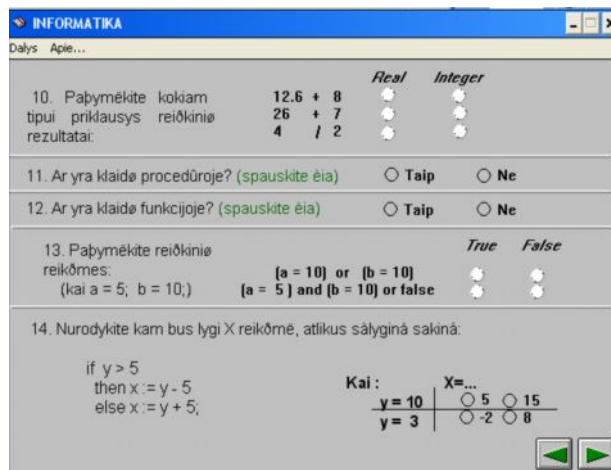 INFORMATIKA
Dalys Apie...
Real Integer
10. Paþymëkite kokiam 12.6 + 8
tipui priklausys reiðkiniø 26 + 7
rezultatai: 4 / 2
11. Ar yra klaidø procedûroje? (spauskite èia) Taip Ne
12. Ar yra klaidø funkcijoje? (spauskite èia) Taip Ne
True False
13. Paþymëkite reiðkiniø
reikðmes: (a = 10) or (b = 10)
(kai a = 5; b = 10;) (a = 5 ) and (b = 10) or false
14. Nurodykite kam bus lygi X reikðmë, atlikus sàlyginá sakiná:
if y > 5
then x := y - 5
else x := y + 5;
Kai : X=...
y = 10 5 15
y = 3 -2 8